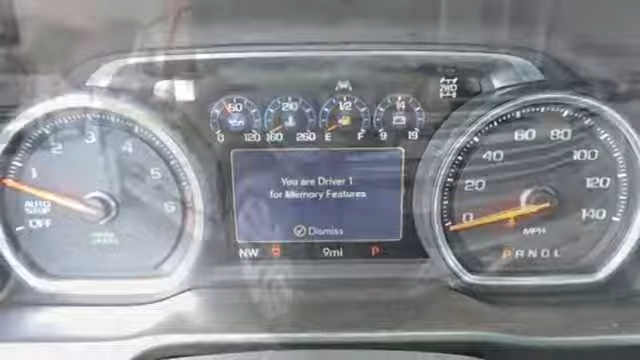 60 210 1/2 14
0 120 160 260 E F 9 19
1 2 3 4 5 6
AUTO
STOP
OFF
You are Driver 1
for Memory Features
Dismiss
NW 9mi P
0 20 40 60 80 100 120 140
MPH
PRNDL